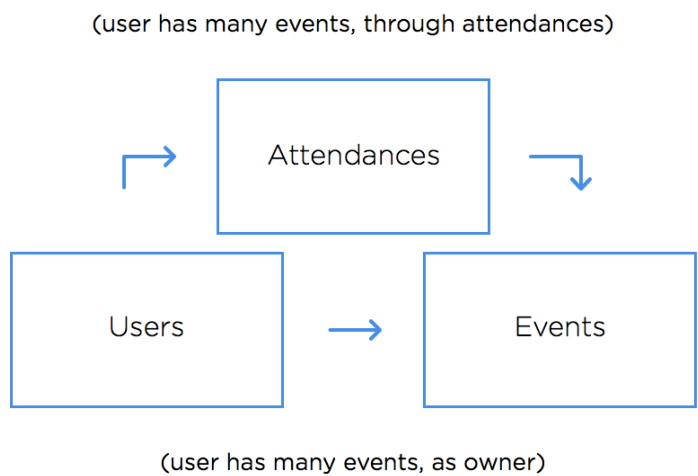 (user has many events, through attendances)
Attendances
Users
Events
(user has many events, as owner)